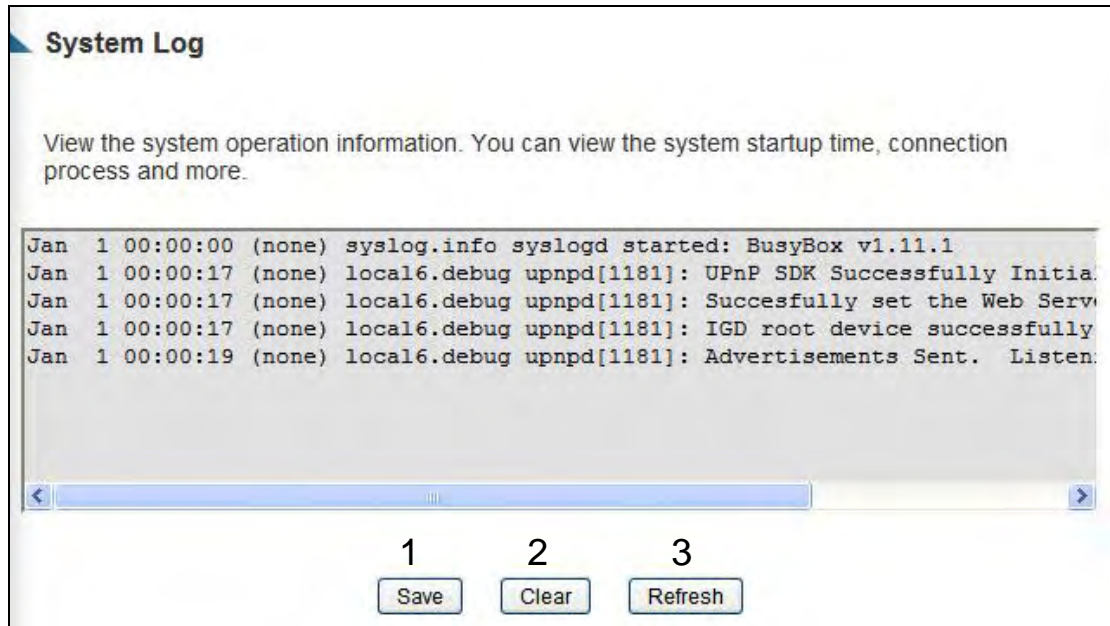 System Log
View the system operation information. You can view the system startup time, connection
process and more.
Jan  1 00:00:00 (none) syslog.info syslogd started: BusyBox v1.11.1
Jan  1 00:00:17 (none) local6.debug upnpd[1181]: UPnP SDK Successfully Initia
Jan  1 00:00:17 (none) local6.debug upnpd[1181]: Succesfully set the Web Serve
Jan  1 00:00:17 (none) local6.debug upnpd[1181]: IGD root device successfully
Jan  1 00:00:19 (none) local6.debug upnpd[1181]: Advertisements Sent.  Listen
1 2 3
Save Clear Refresh